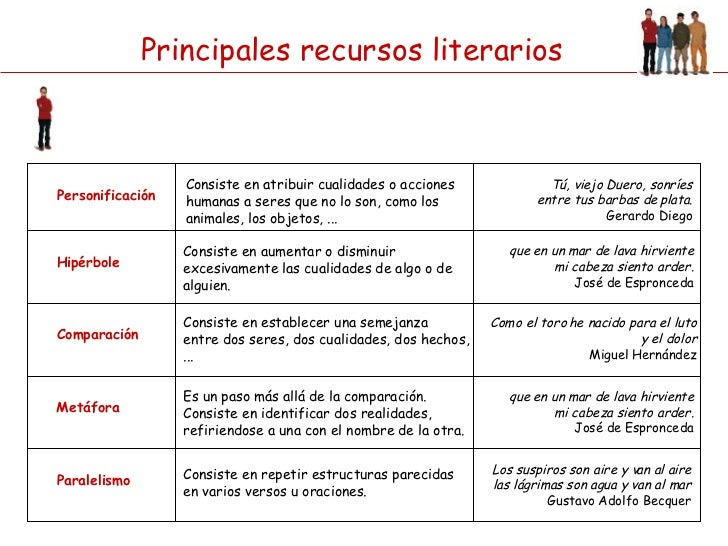 Principales recursos literarios
Personificación
Consiste en atribuir cualidades o acciones
humanas a seres que no lo son, como los
animales, los objetos, ...
Tú, viejo Duero, sonríes
entre tus barbas de plata.
Gerardo Diego
Hipérbole
Consiste en aumentar o disminuir
excesivamente las cualidades de algo o de
alguien.
que en un mar de lava hirviente
mi cabeza siento arder.
José de Espronceda
Comparación
Consiste en establecer una semejanza
entre dos seres, dos cualidades, dos hechos,
...
Como el toro he nacido para el luto
y el dolor
Miguel Hernández
Metáfora
Es un paso más allá de la comparación.
Consiste en identificar dos realidades,
refiriendose a una con el nombre de la otra.
que en un mar de lava hirviente
mi cabeza siento arder.
José de Espronceda
Paralelismo
Consiste en repetir estructuras parecidas
en varios versos u oraciones.
Los suspiros son aire y van al aire
las lágrimas son agua y van al mar
Gustavo Adolfo Becquer